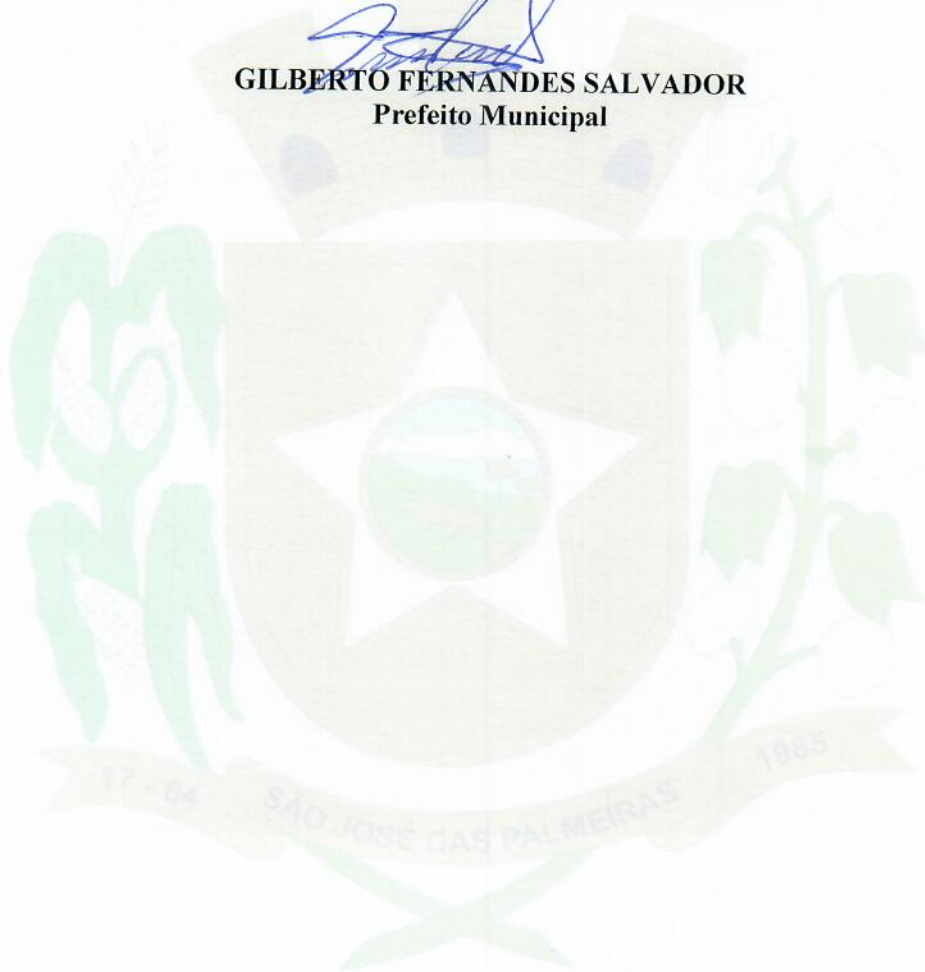 GILBERTO FERNANDES SALVADOR
Prefeito Municipal
17 - 04 SÃO JOSÉ DAS PALMEIRAS 1985